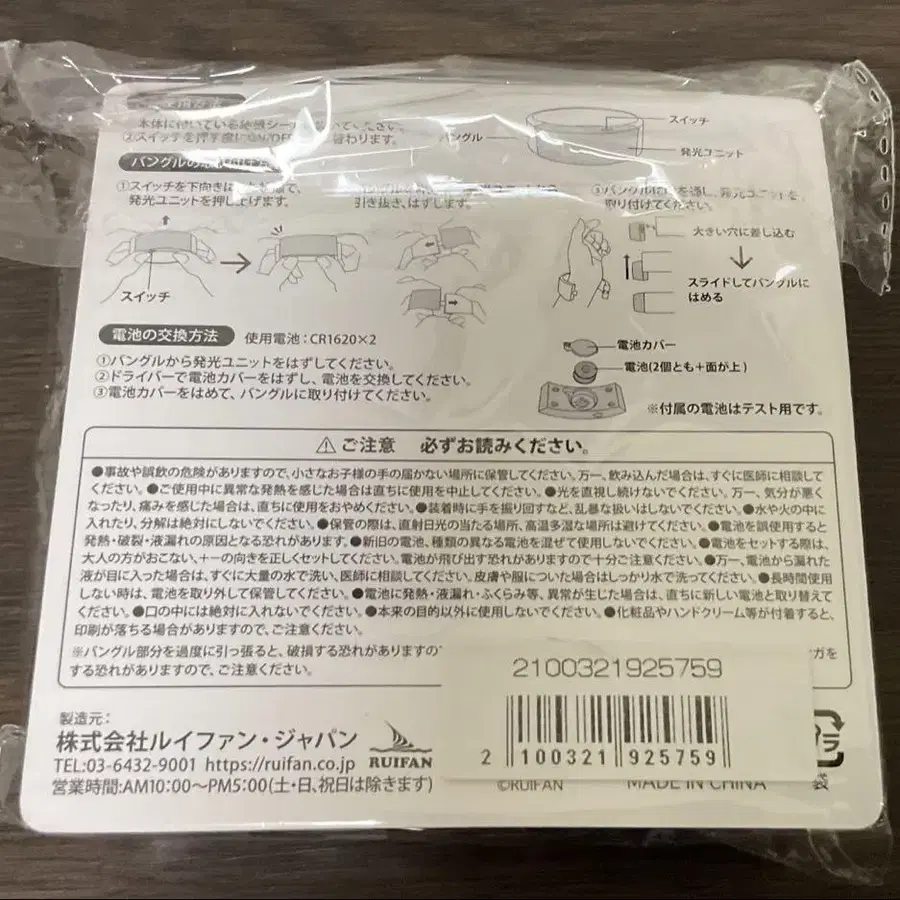 ご使用方法
本体に付いている絶縁シー いてください。
スイッチ
②スイッチを押す度にON/OFF 替わります。
バングル
発光ユニット
バングルの
①スイッチを下向きに
発光ユニットを押し上げます。
引き抜き、はずします。
取り付けてください。
大きい穴に差し込む
スイッチ
スライドしてバングルに
はめる
電池の交換方法 使用電池:CR1620×2
①バングルから発光ユニットをはずしてください。
②ドライバーで電池カバーをはずし、電池を交換してください。
③電池カバーをはめて、バングルに取り付けてください。
電池カバー
電池(2個とも+面が上)
※付属の電池はテスト用です。
⚠ご注意 必ずお読みください。
●事故や誤飲の危険がありますので、小さなお子様の手の届かない場所に保管してください。万一、飲み込んだ場合は、すぐに医師に相談して
ください。●ご使用中に異常な発熱を感じた場合は直ちに使用を中止してください。●光を直視し続けないでください。万一、気分が悪く
なったり、痛みを感じた場合は、直ちに使用をおやめください。●装着時に手を振り回すなど、乱暴な扱いはしないでください。●水や火の中に
入れたり、分解は絶対にしないでください。●保管の際は、直射日光の当たる場所、高温多湿な場所は避けてください。●電池を誤使用すると
発熱・破裂・液漏れの原因となる恐れがあります。●新旧の電池、種類の異なる電池を混ぜて使用しないでください。●電池をセットする際は、
大人の方がおこない、+−の向きを正しくセットしてください。電池が飛び出す恐れがありますので十分ご注意ください。●万一、電池から漏れた
液が目に入った場合は、すぐに大量の水で洗い、医師に相談してください。皮膚や服についた場合はしっかり水で洗ってください。●長時間使用
しない時は、電池を取り外して保管してください。●電池に発熱・液漏れ・ふくらみ等、異常が生じた場合は、直ちに新しい電池と取り替えて
ください。●口の中には絶対に入れないでください。●本来の目的以外に使用しないでください。●化粧品やハンドクリーム等が付着すると、
印刷が落ちる場合がありますので、ご注意ください。
※バングル部分を過度に引っ張ると、破損する恐れがありますの ガを
する恐れがありますので、ご注意ください。
2100321925759
2 100321 925759
製造元:
株式会社ルイファン・ジャパン
RUIFAN
TEL:03-6432-9001 https://ruifan.co.jp
営業時間:AM10:00〜PM5:00(土・日、祝日は除きます)
©RUIFAN MADE IN CHINA
プラ
袋